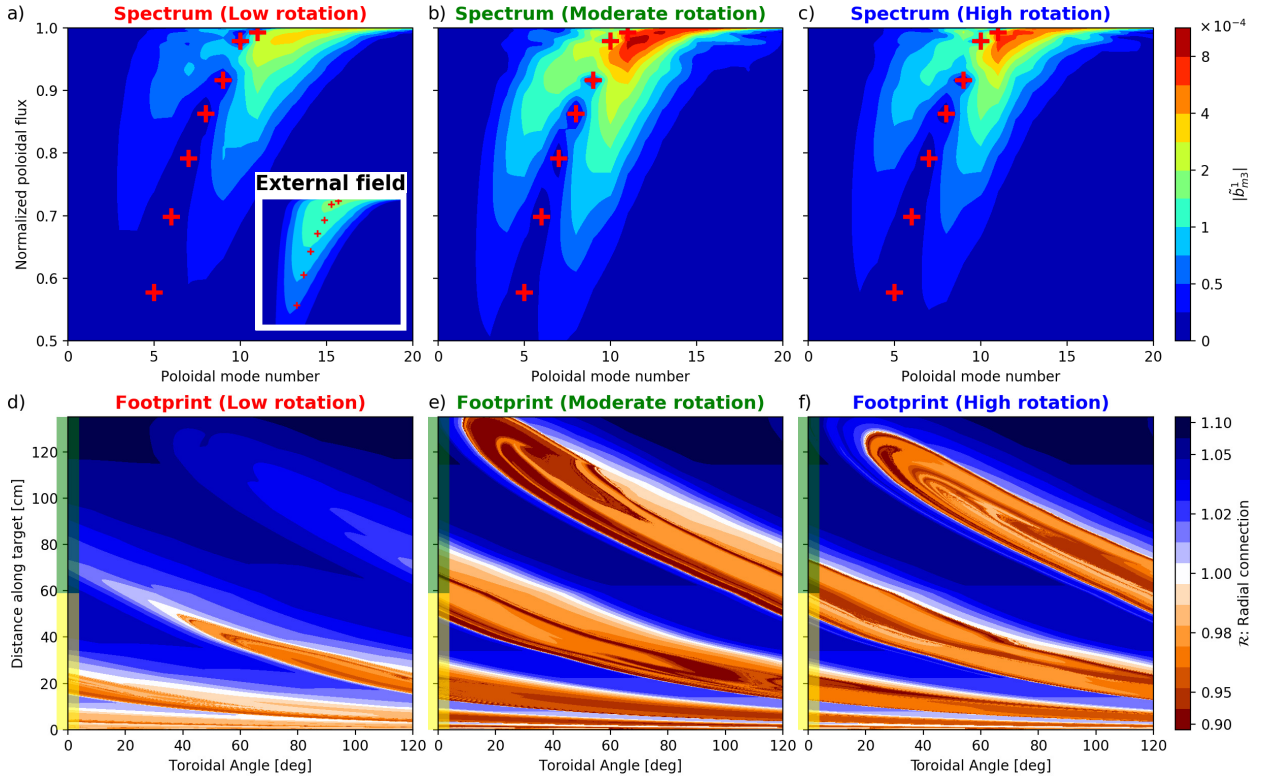 a) Spectrum (Low rotation)
b) Spectrum (Moderate rotation)
c) Spectrum (High rotation)
Normalized poloidal flux
1.0
0.9
0.8
0.7
0.6
0.5
External field
0 5 10 15 20
0 5 10 15 20
0 5 10 15 20
Poloidal mode number
Poloidal mode number
Poloidal mode number
×10⁻⁴
8
4
2
1
0.5
0
|b̃¹ₘ₃|
d) Footprint (Low rotation)
e) Footprint (Moderate rotation)
f) Footprint (High rotation)
Distance along target [cm]
120
100
80
60
40
20
0
0 20 40 60 80 100 120
0 20 40 60 80 100 120
0 20 40 60 80 100 120
Toroidal Angle [deg]
Toroidal Angle [deg]
Toroidal Angle [deg]
1.10
1.05
1.02
1.00
0.98
0.95
0.90
ℛ: Radial connection